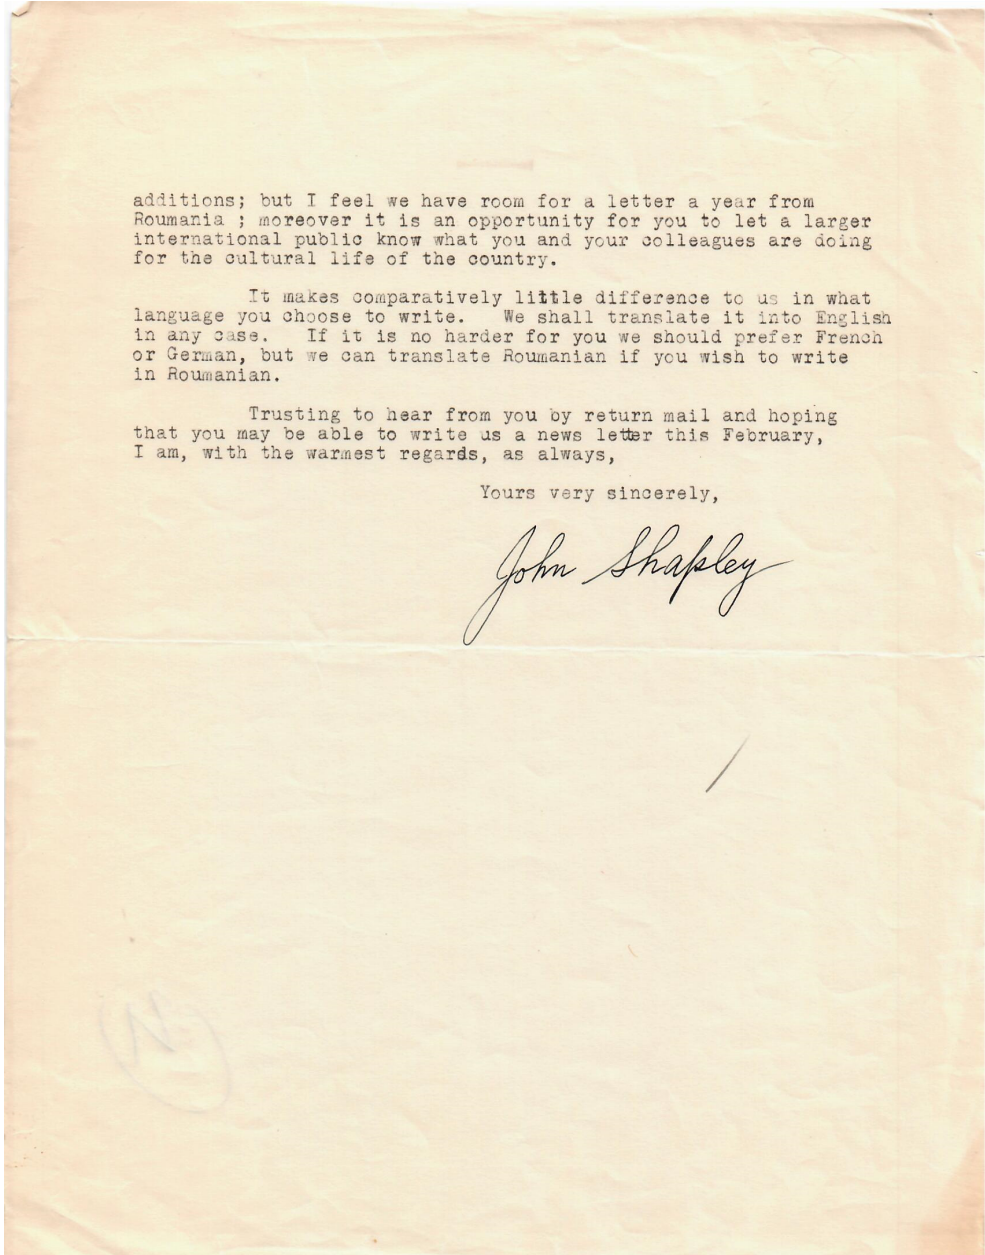 additions; but I feel we have room for a letter a year from
Roumania ; moreover it is an opportunity for you to let a larger
international public know what you and your colleagues are doing
for the cultural life of the country.
It makes comparatively little difference to us in what
language you choose to write. We shall translate it into English
in any case. If it is no harder for you we should prefer French
or German, but we can translate Roumanian if you wish to write
in Roumanian.
Trusting to hear from you by return mail and hoping
that you may be able to write us a news letter this February,
I am, with the warmest regards, as always,
Yours very sincerely,
John Shapley